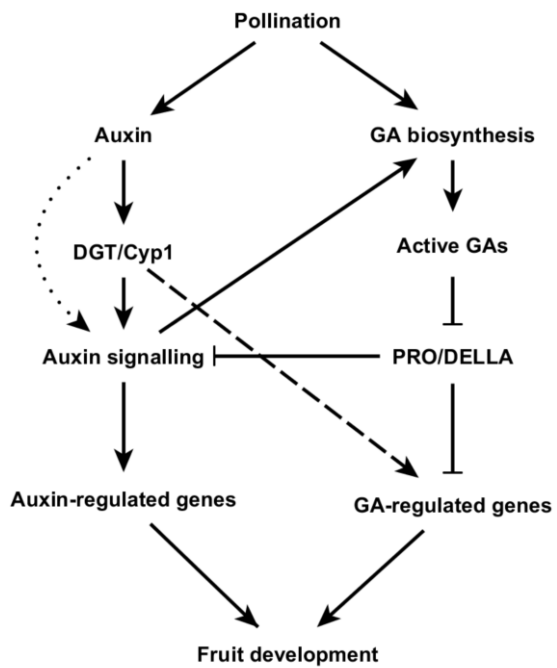 Pollination
Auxin
GA biosynthesis
DGT/Cyp1
Active GAs
Auxin signalling
PRO/DELLA
Auxin-regulated genes
GA-regulated genes
Fruit development